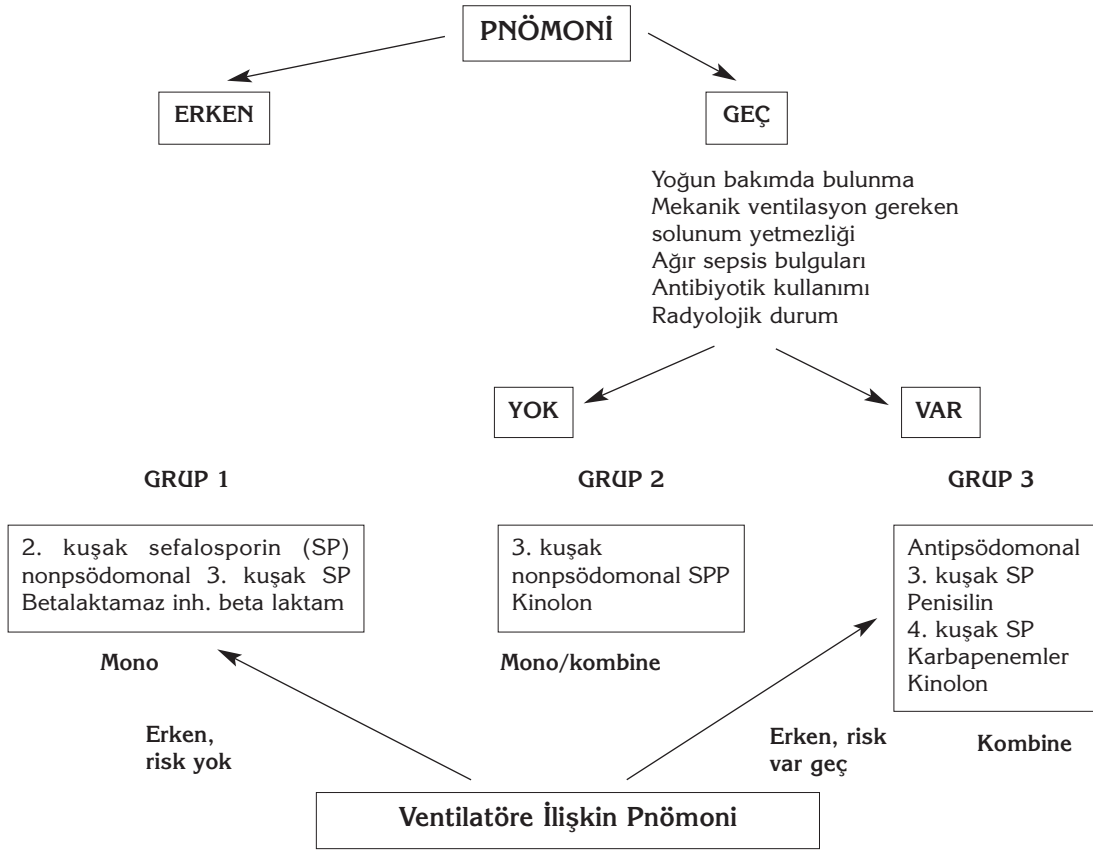 PNÖMONİ
ERKEN
GEÇ
Yoğun bakımda bulunma
Mekanik ventilasyon gereken
solunum yetmezliği
Ağır sepsis bulguları
Antibiyotik kullanımı
Radyolojik durum
YOK
VAR
GRUP 1
GRUP 2
GRUP 3
2. kuşak sefalosporin (SP)
nonpsödomonal 3. kuşak SP
Betalaktamaz inh. beta laktam
Mono
3. kuşak
nonpsödomonal SPP
Kinolon
Mono/kombine
Antipsödomonal
3. kuşak SP
Penisilin
4. kuşak SP
Karbapenemler
Kinolon
Kombine
Erken,
risk yok
Erken, risk
var geç
Ventilatöre İlişkin Pnömoni